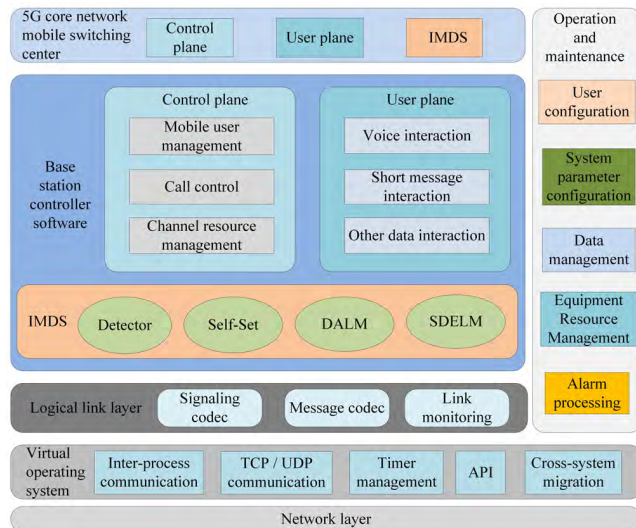 5G core network
mobile switching
center
Control
plane
User plane
IMDS
Base
station
controller
software
Control plane
Mobile user
management
Call control
Channel resource
management
User plane
Voice interaction
Short message
interaction
Other data interaction
IMDS
Detector
Self-Set
DALM
SDELM
Logical link layer
Signaling
codec
Message codec
Link
monitoring
Virtual
operating
system
Inter-process
communication
TCP / UDP
communication
Timer
management
API
Cross-system
migration
Network layer
Operation
and
maintenance
User
configuration
System
parameter
configuration
Data
management
Equipment
Resource
Management
Alarm
processing